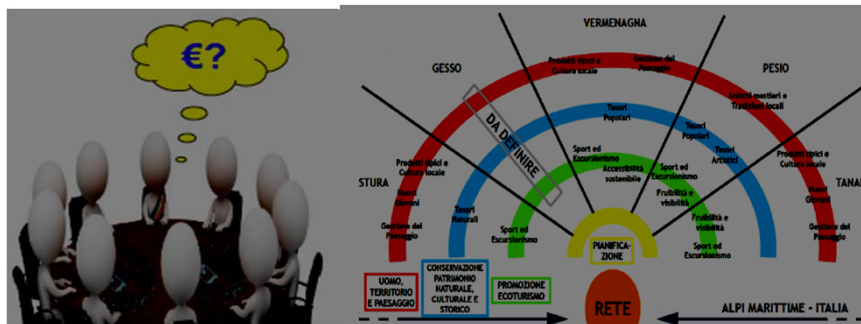 €?
VERMENAGNA
GESSO
PESIO
STURA
TANAR
Prodotti tipici e
Cultura locale
Gestione del
Paesaggio
Antichi mestieri e
Tradizioni locali
Prodotti tipici e
Cultura locale
Nuovi
Giovani
Gestione del
Paesaggio
Prodotti tipici e
Cultura locale
Nuovi
Giovani
Gestione del
Paesaggio
DA DEFINIRE
Tesori
Popolari
Tesori
Popolari
Tesori
Artistici
Tesori
Naturali
Sport ed
Escursionismo
Accessibilità
sostenibile
Sport ed
Escursionismo
Fruibilità e
visibilità
Fruibilità e
visibilità
Sport ed
Escursionismo
Sport ed
Escursionismo
PIANIFICA-
ZIONE
UOMO,
TERRITORIO
E PAESAGGIO
CONSERVAZIONE
PATRIMONIO
NATURALE,
CULTURALE E
STORICO
PROMOZIONE
ECOTURISMO
RETE
ALPI MARITTIME - ITALIA